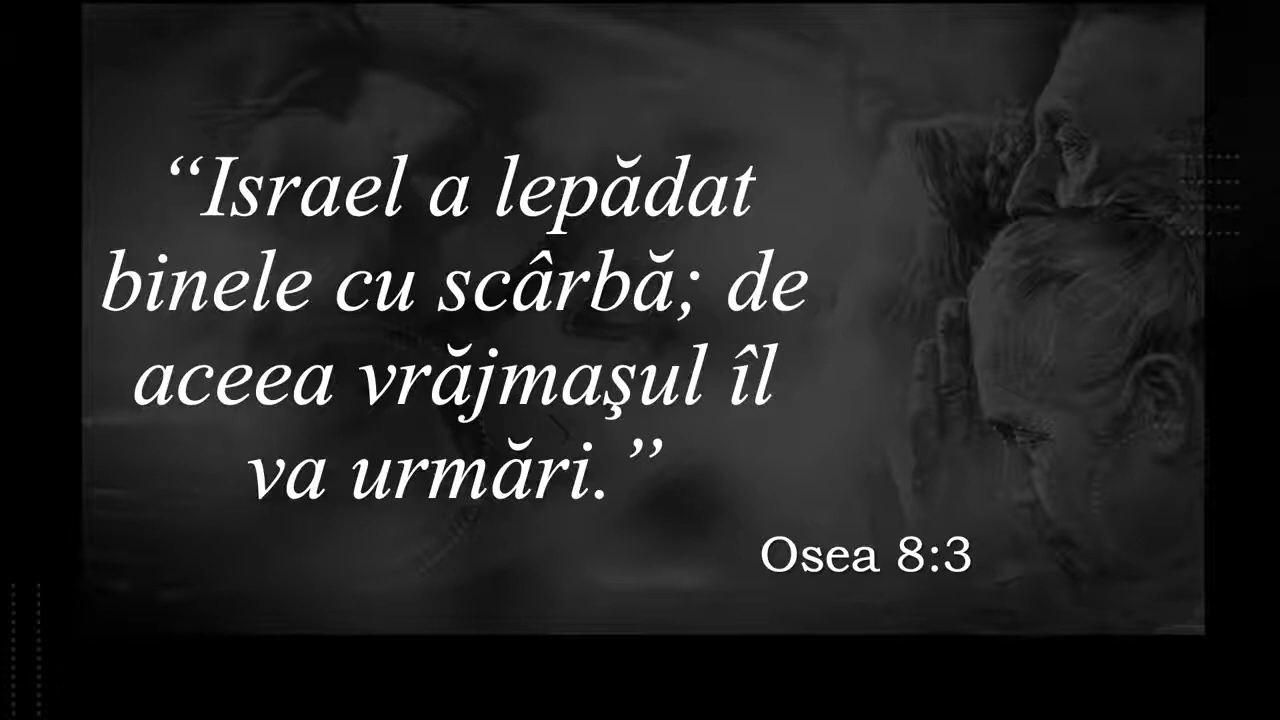 “Israel a lepădat
binele cu scârbă; de
aceea vrăjmaşul îl
va urmări.”
Osea 8:3